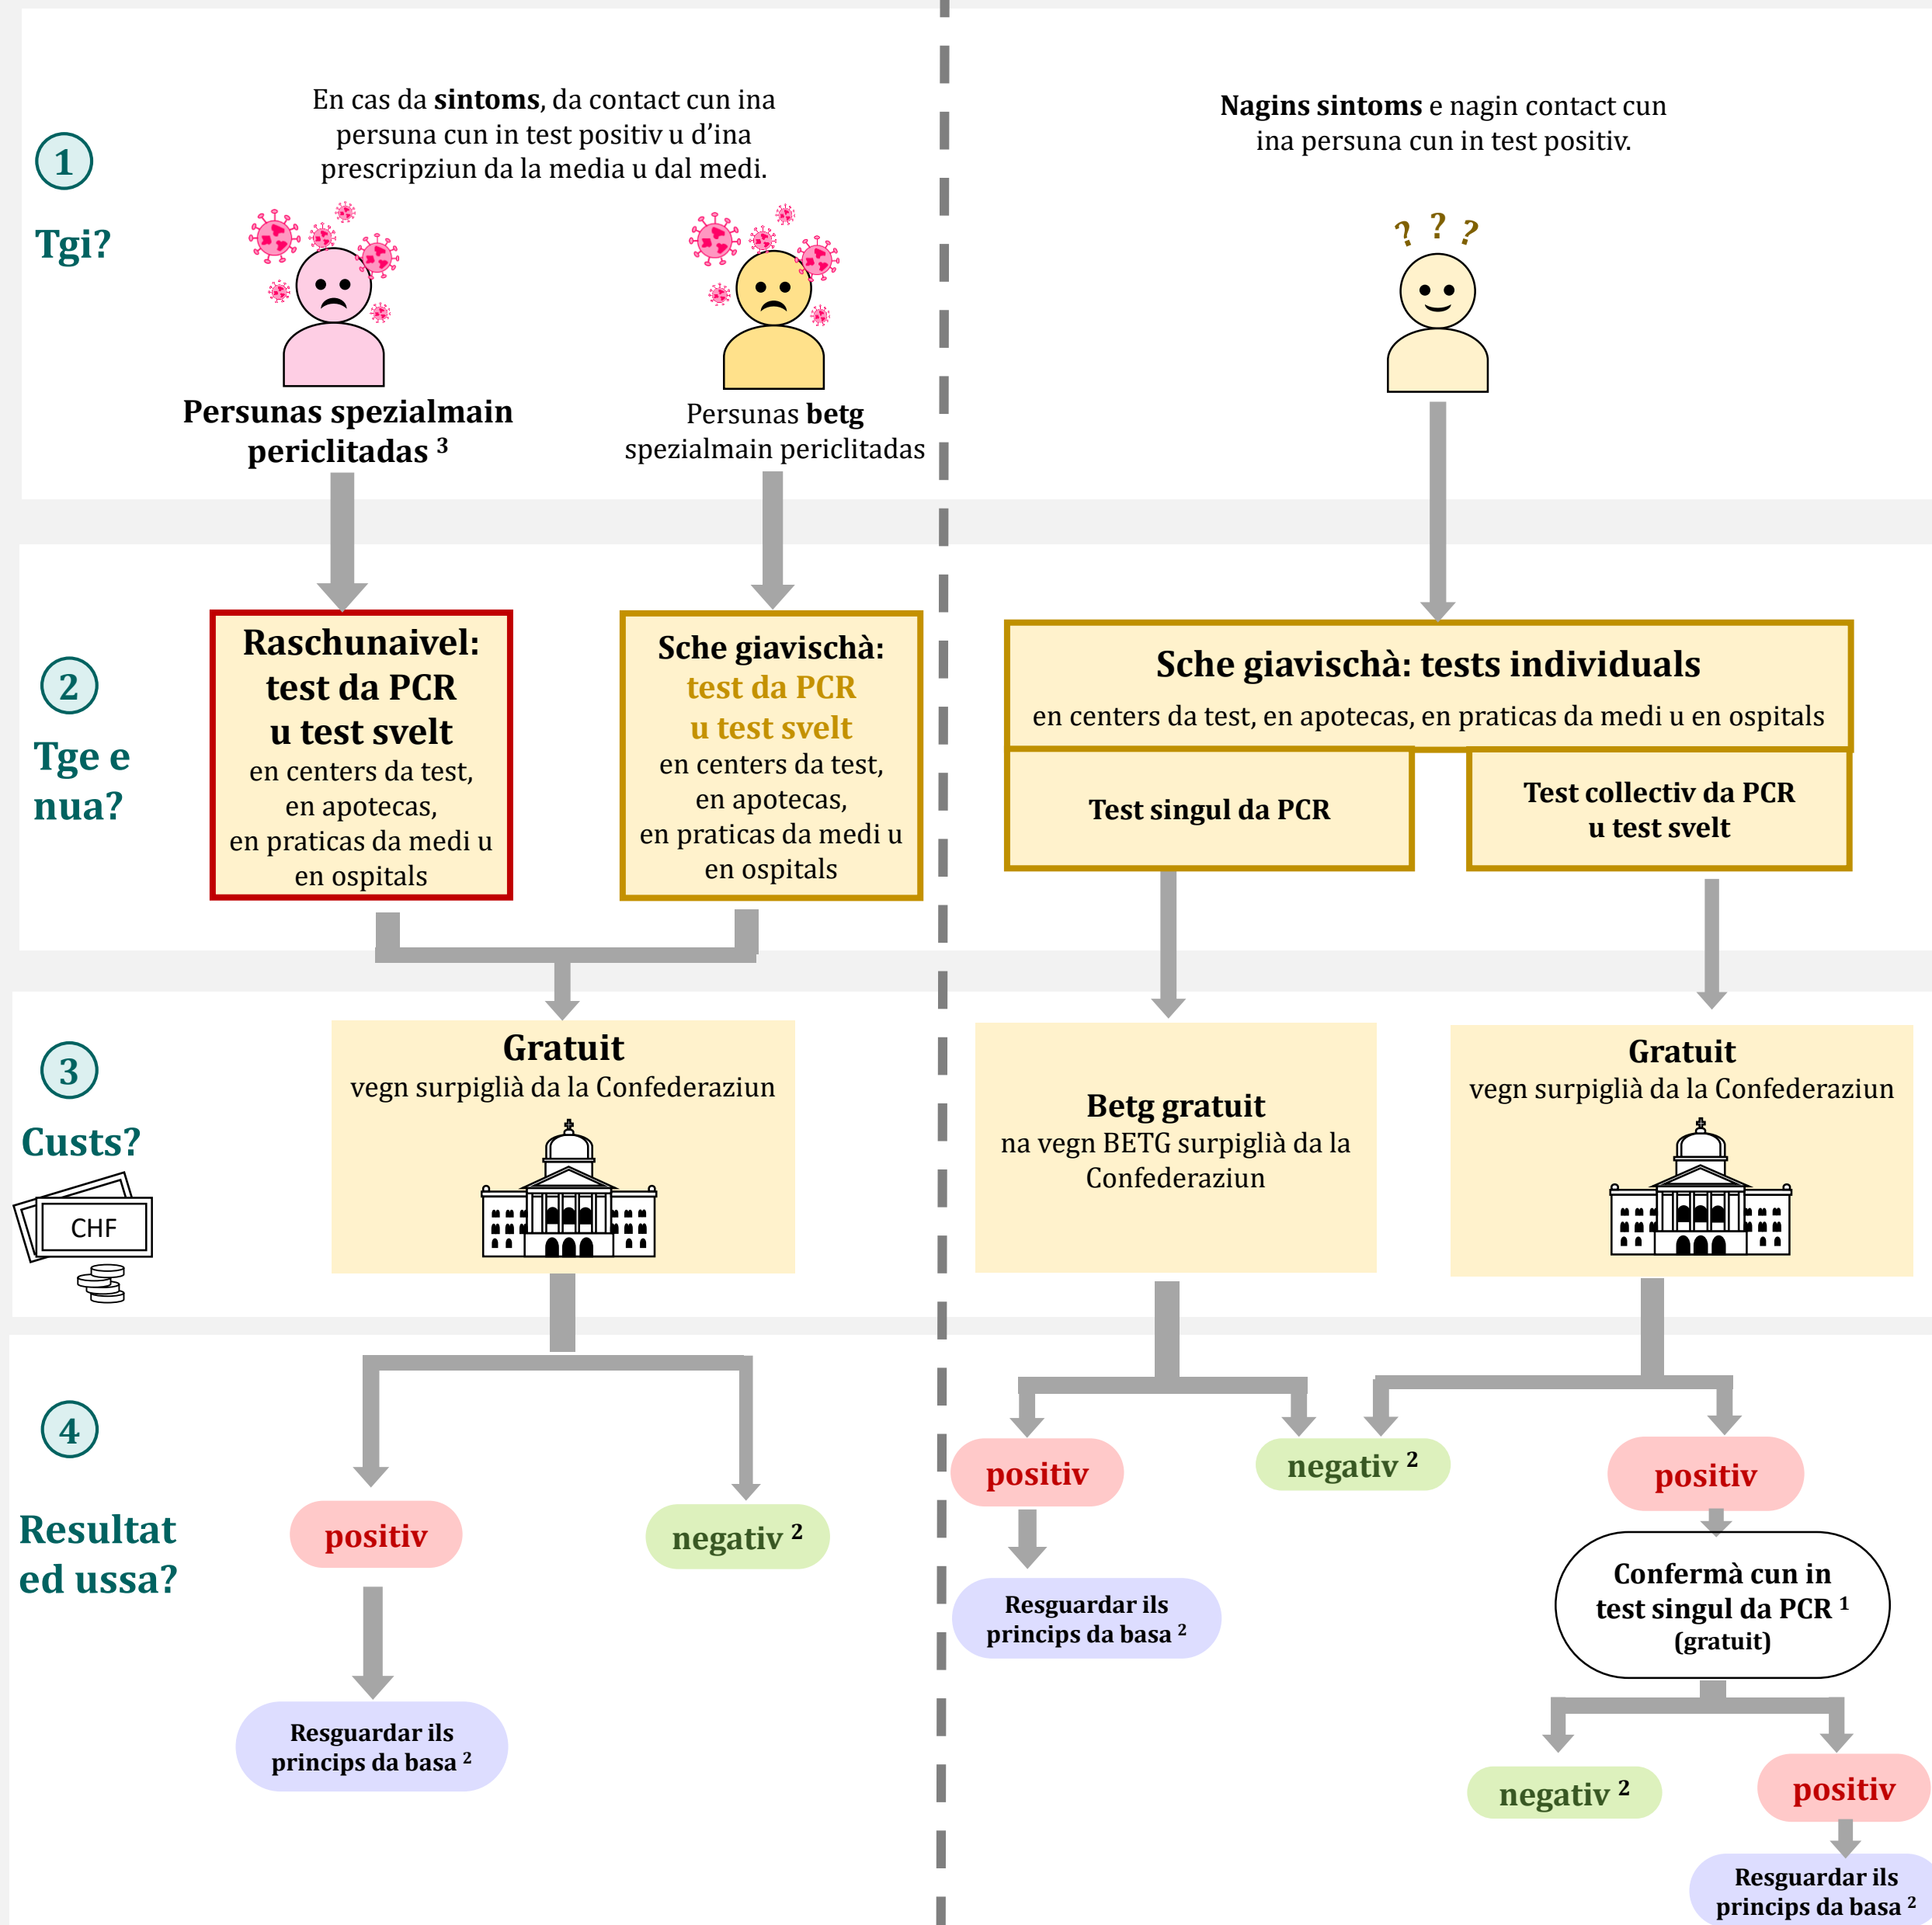 1
Tgi?
En cas da sintoms, da contact cun ina
persuna cun in test positiv u d’ina
prescripziun da la media u dal medi.
Persunas spezialmain
periclitadas ³
Persunas betg
spezialmain periclitadas
Nagins sintoms e nagin contact cun
ina persuna cun in test positiv.
? ? ?
2
Tge e
nua?
Raschunaivel:
test da PCR
u test svelt
en centers da test,
en apotecas,
en praticas da medi u
en ospitals
Sche giavischà:
test da PCR
u test svelt
en centers da test,
en apotecas,
en praticas da medi u
en ospitals
Sche giavischà: tests individuals
en centers da test, en apotecas, en praticas da medi u en ospitals
Test singul da PCR
Test collectiv da PCR
u test svelt
3
Custs?
CHF
Gratuit
vegn surpiglià da la Confederaziun
Betg gratuit
na vegn BETG surpiglià da la
Confederaziun
Gratuit
vegn surpiglià da la Confederaziun
4
Resultat
ed ussa?
positiv
negativ ²
Resguardar ils
princips da basa ²
positiv
negativ ²
positiv
Resguardar ils
princips da basa ²
Confermà cun in
test singul da PCR ¹
(gratuit)
negativ ²
positiv
Resguardar ils
princips da basa ²